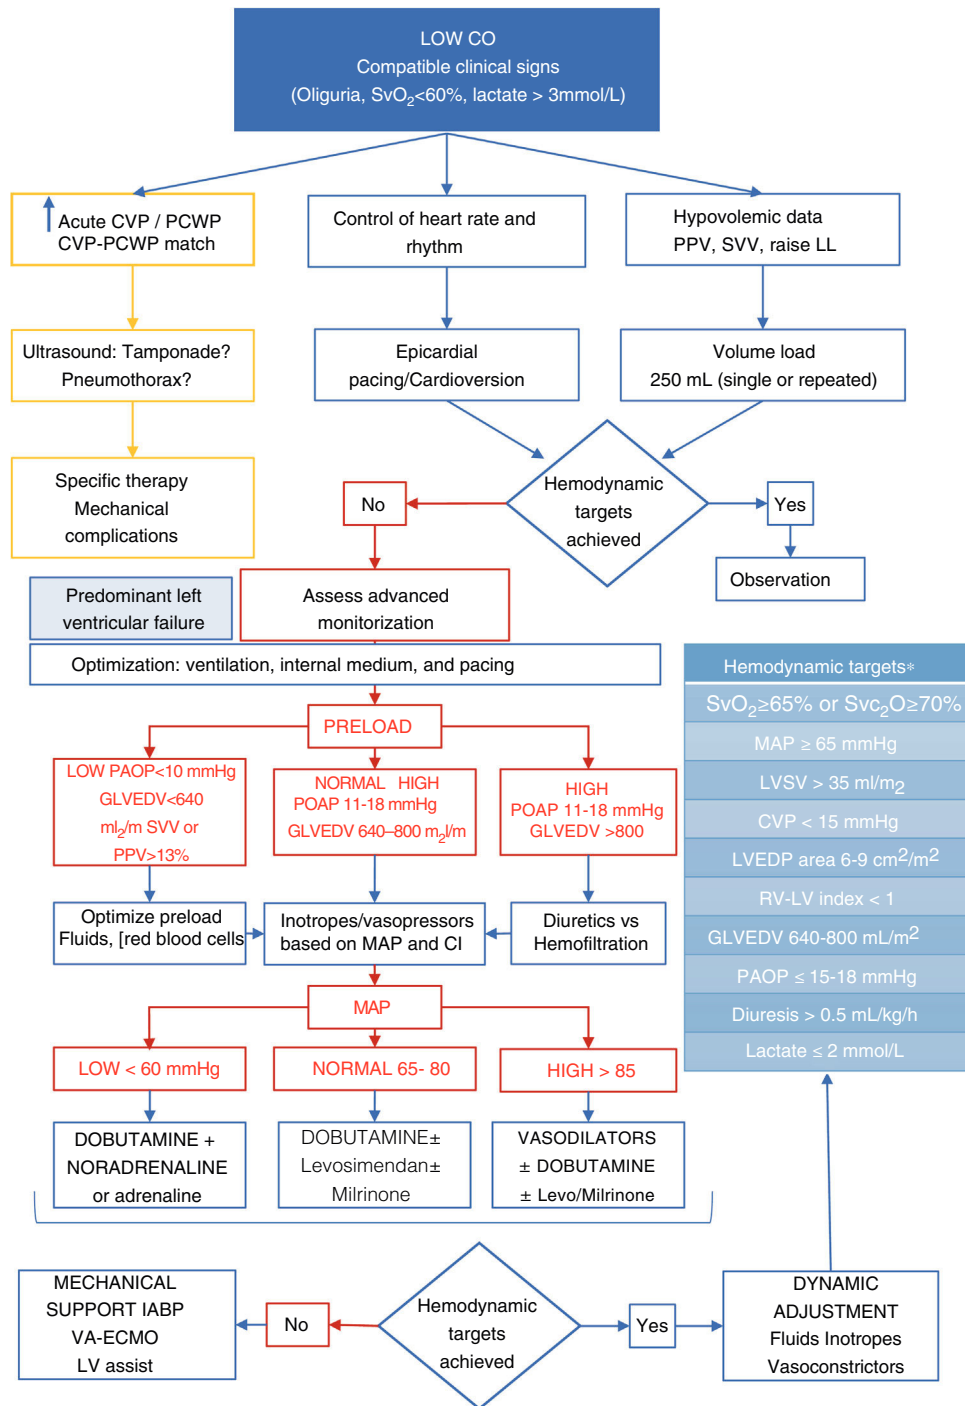 LOW CO
Compatible clinical signs
(Oliguria, SvO₂<60%, lactate > 3mmol/L)
Acute CVP / PCWP
CVP-PCWP match
Control of heart rate and
rhythm
Hypovolemic data
PPV, SVV, raise LL
Ultrasound: Tamponade?
Pneumothorax?
Epicardial
pacing/Cardioversion
Volume load
250 mL (single or repeated)
Specific therapy
Mechanical
complications
No
Hemodynamic
targets
achieved
Yes
Observation
Predominant left
ventricular failure
Assess advanced
monitorization
Optimization: ventilation, internal medium, and pacing
PRELOAD
LOW PAOP<10 mmHg
GLVEDV<640
ml₂/m SVV or
PPV>13%
NORMAL HIGH
POAP 11-18 mmHg
GLVEDV 640–800 m₂l/m
HIGH
POAP 11-18 mmHg
GLVEDV >800
Optimize preload
Fluids, [red blood cells
Inotropes/vasopressors
based on MAP and CI
Diuretics vs
Hemofiltration
MAP
LOW < 60 mmHg
NORMAL 65- 80
HIGH > 85
DOBUTAMINE +
NORADRENALINE
or adrenaline
DOBUTAMINE±
Levosimendan±
Milrinone
VASODILATORS
± DOBUTAMINE
± Levo/Milrinone
Hemodynamic targets*
SvO₂≥65% or Svc₂O≥70%
MAP ≥ 65 mmHg
LVSV > 35 ml/m₂
CVP < 15 mmHg
LVEDP area 6-9 cm²/m²
RV-LV index < 1
GLVEDV 640-800 mL/m²
PAOP ≤ 15-18 mmHg
Diuresis > 0.5 mL/kg/h
Lactate ≤ 2 mmol/L
MECHANICAL
SUPPORT IABP
VA-ECMO
LV assist
No
Hemodynamic
targets
achieved
Yes
DYNAMIC
ADJUSTMENT
Fluids Inotropes
Vasoconstrictors